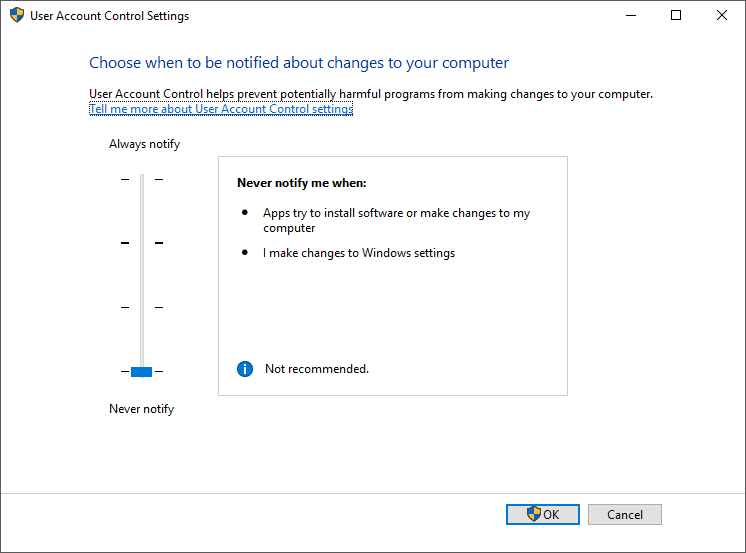 User Account Control Settings
Choose when to be notified about changes to your computer
User Account Control helps prevent potentially harmful programs from making changes to your computer.
Tell me more about User Account Control settings
Always notify
Never notify me when:
• Apps try to install software or make changes to my
computer
• I make changes to Windows settings
Not recommended.
Never notify
OK
Cancel